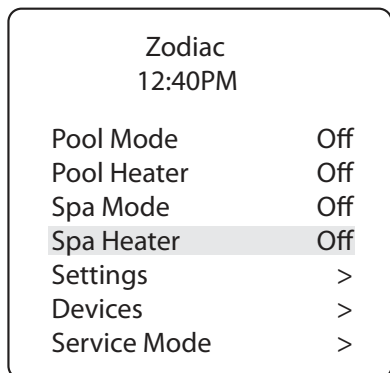 Zodiac
12:40PM
Pool Mode Off
Pool Heater Off
Spa Mode Off
Spa Heater Off
Settings >
Devices >
Service Mode >